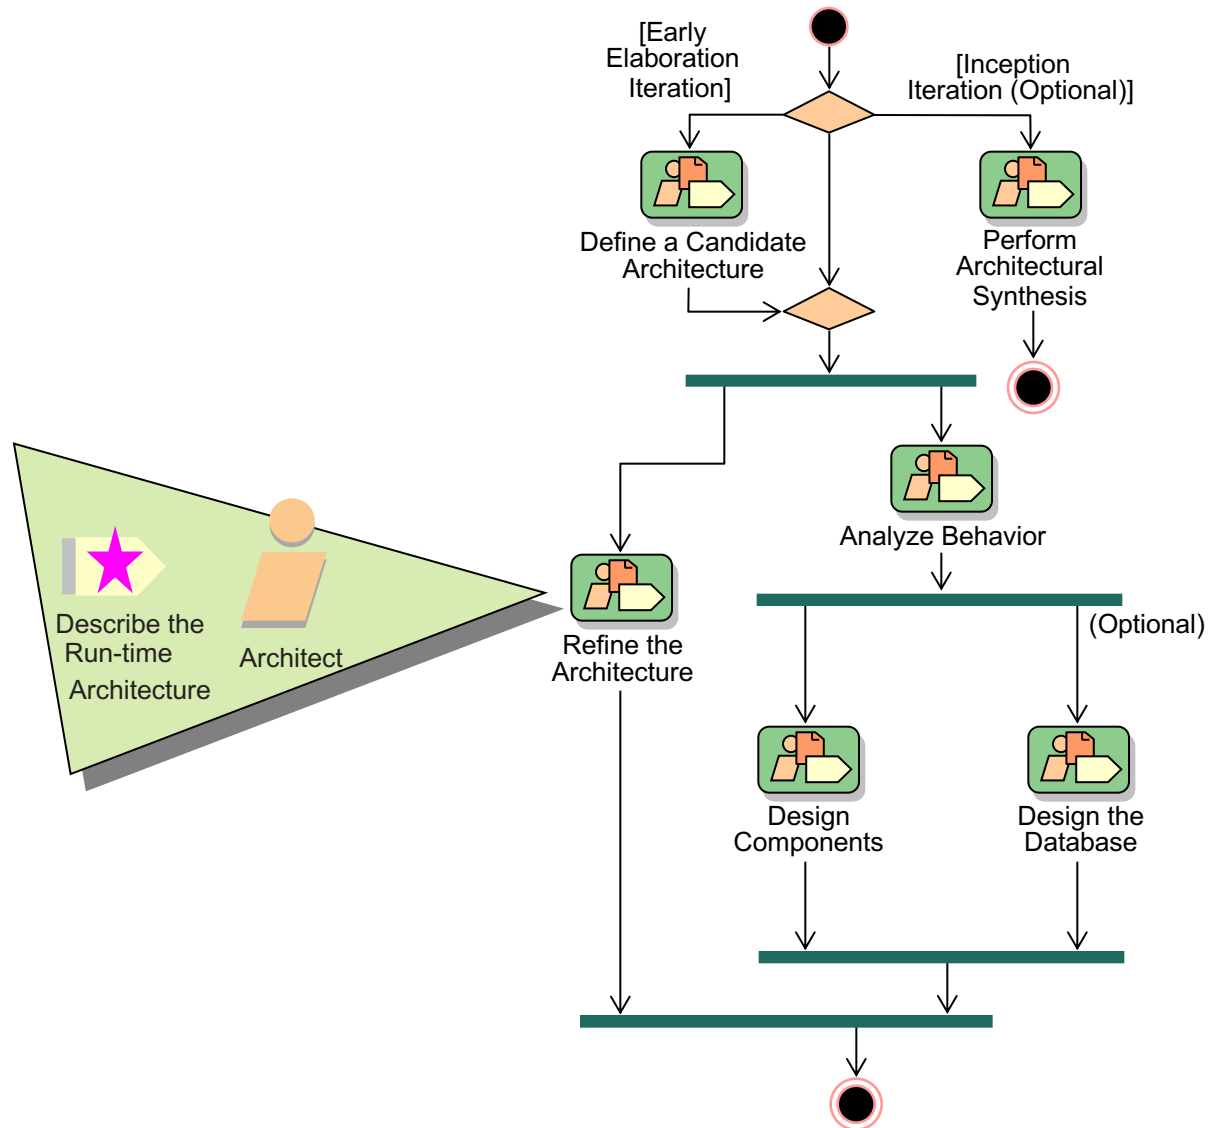 [Early
Elaboration
Iteration]
[Inception
Iteration (Optional)]
Define a Candidate
Architecture
Perform
Architectural
Synthesis
Analyze Behavior
(Optional)
Describe the
Run-time
Architecture
Architect
Refine the
Architecture
Design
Components
Design the
Database